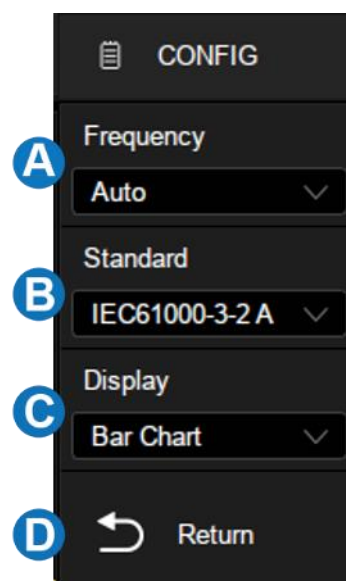 CONFIG
Frequency
A
Auto
Standard
B
IEC61000-3-2 A
Display
C
Bar Chart
D
Return